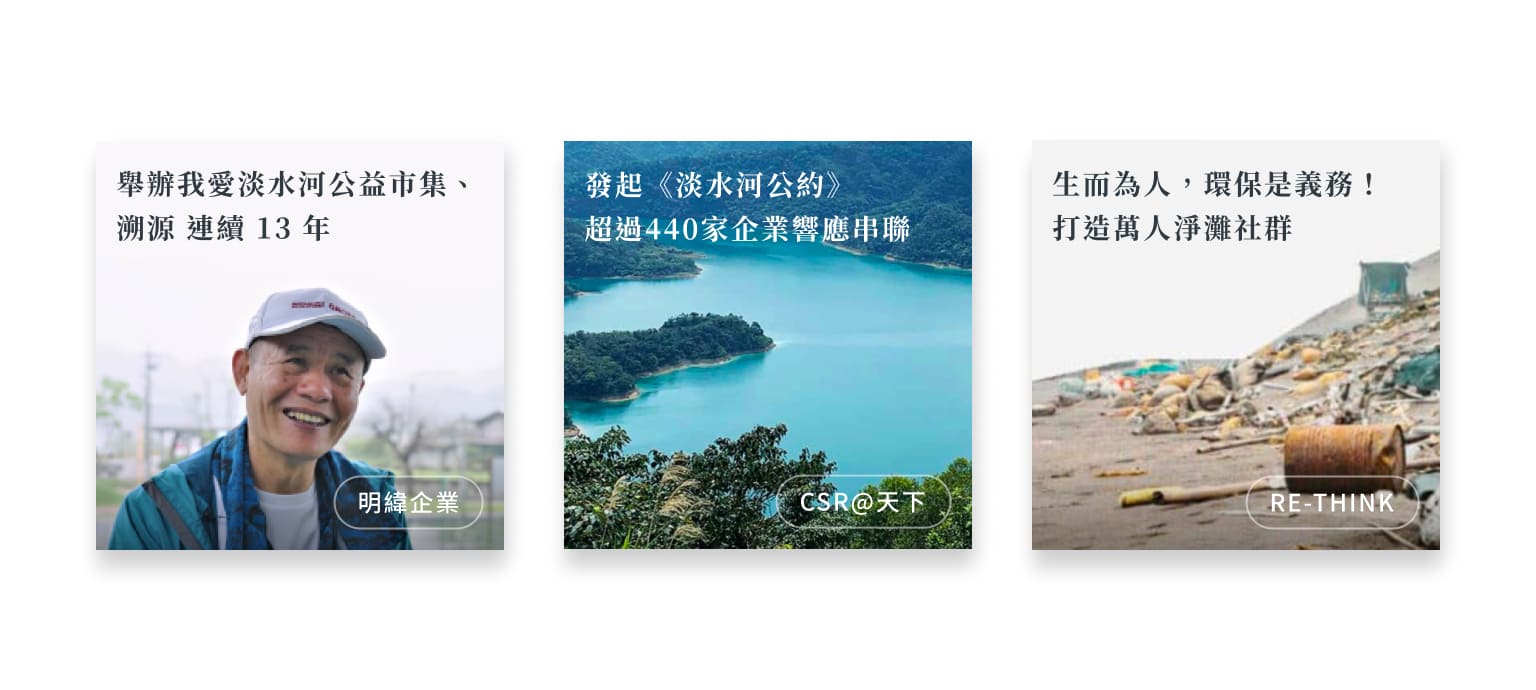 舉辦我愛淡水河公益市集、
溯源 連續 13 年
明緯企業
發起《淡水河公約》
超過440家企業響應串聯
CSR@天下
生而為人，環保是義務！
打造萬人淨灘社群
RE-THINK